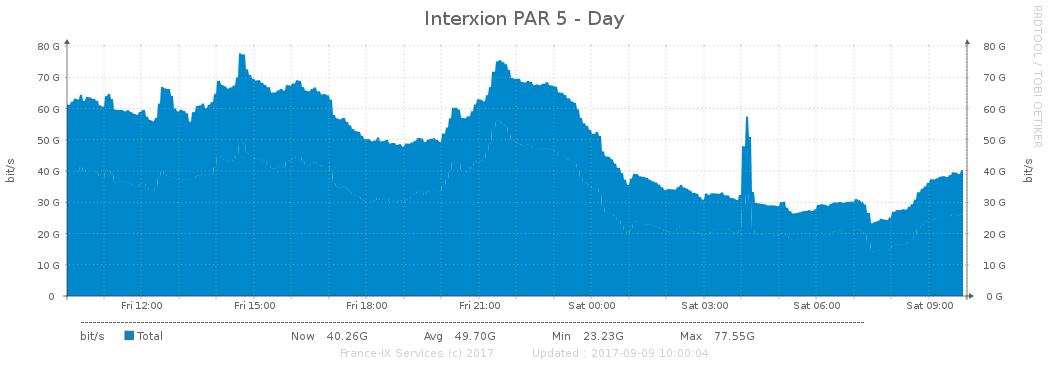 Interxion PAR 5 - Day
RRDTOOL / TOBI OETIKER
bit/s
80 G
70 G
60 G
50 G
40 G
30 G
20 G
10 G
0
80 G
70 G
60 G
50 G
40 G
30 G
20 G
10 G
0 G
bit/s
Fri 12:00 Fri 15:00 Fri 18:00 Fri 21:00 Sat 00:00 Sat 03:00 Sat 06:00 Sat 09:00
bit/s Total Now 40.26G Avg 49.70G Min 23.23G Max 77.55G
France-IX Services (c) 2017 Updated : 2017-09-09 10:00:04